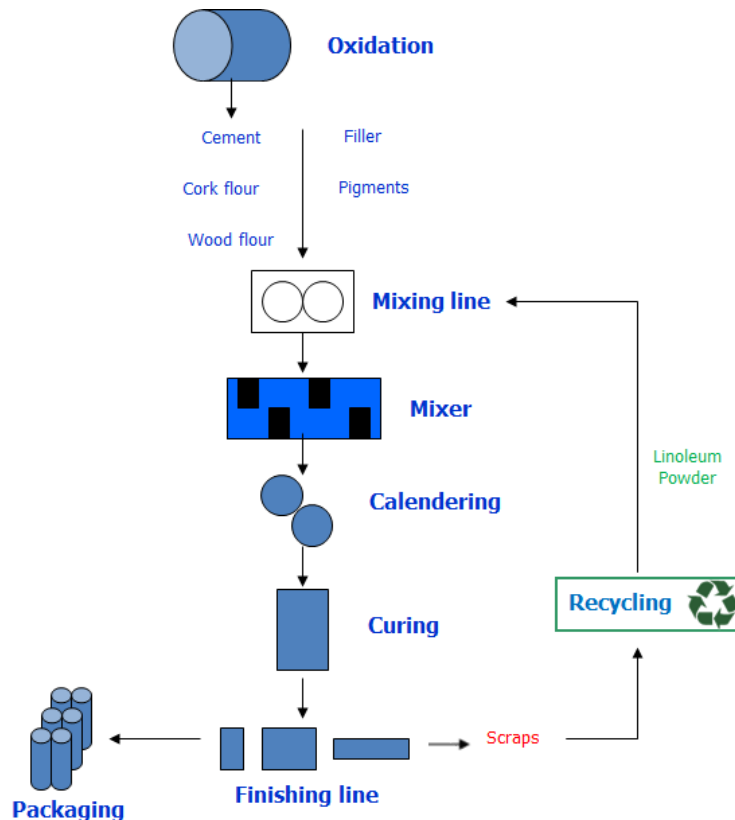 Oxidation
Cement
Filler
Cork flour
Pigments
Wood flour
Mixing line
Mixer
Linoleum
Powder
Calendering
Recycling
Curing
Scraps
Finishing line
Packaging